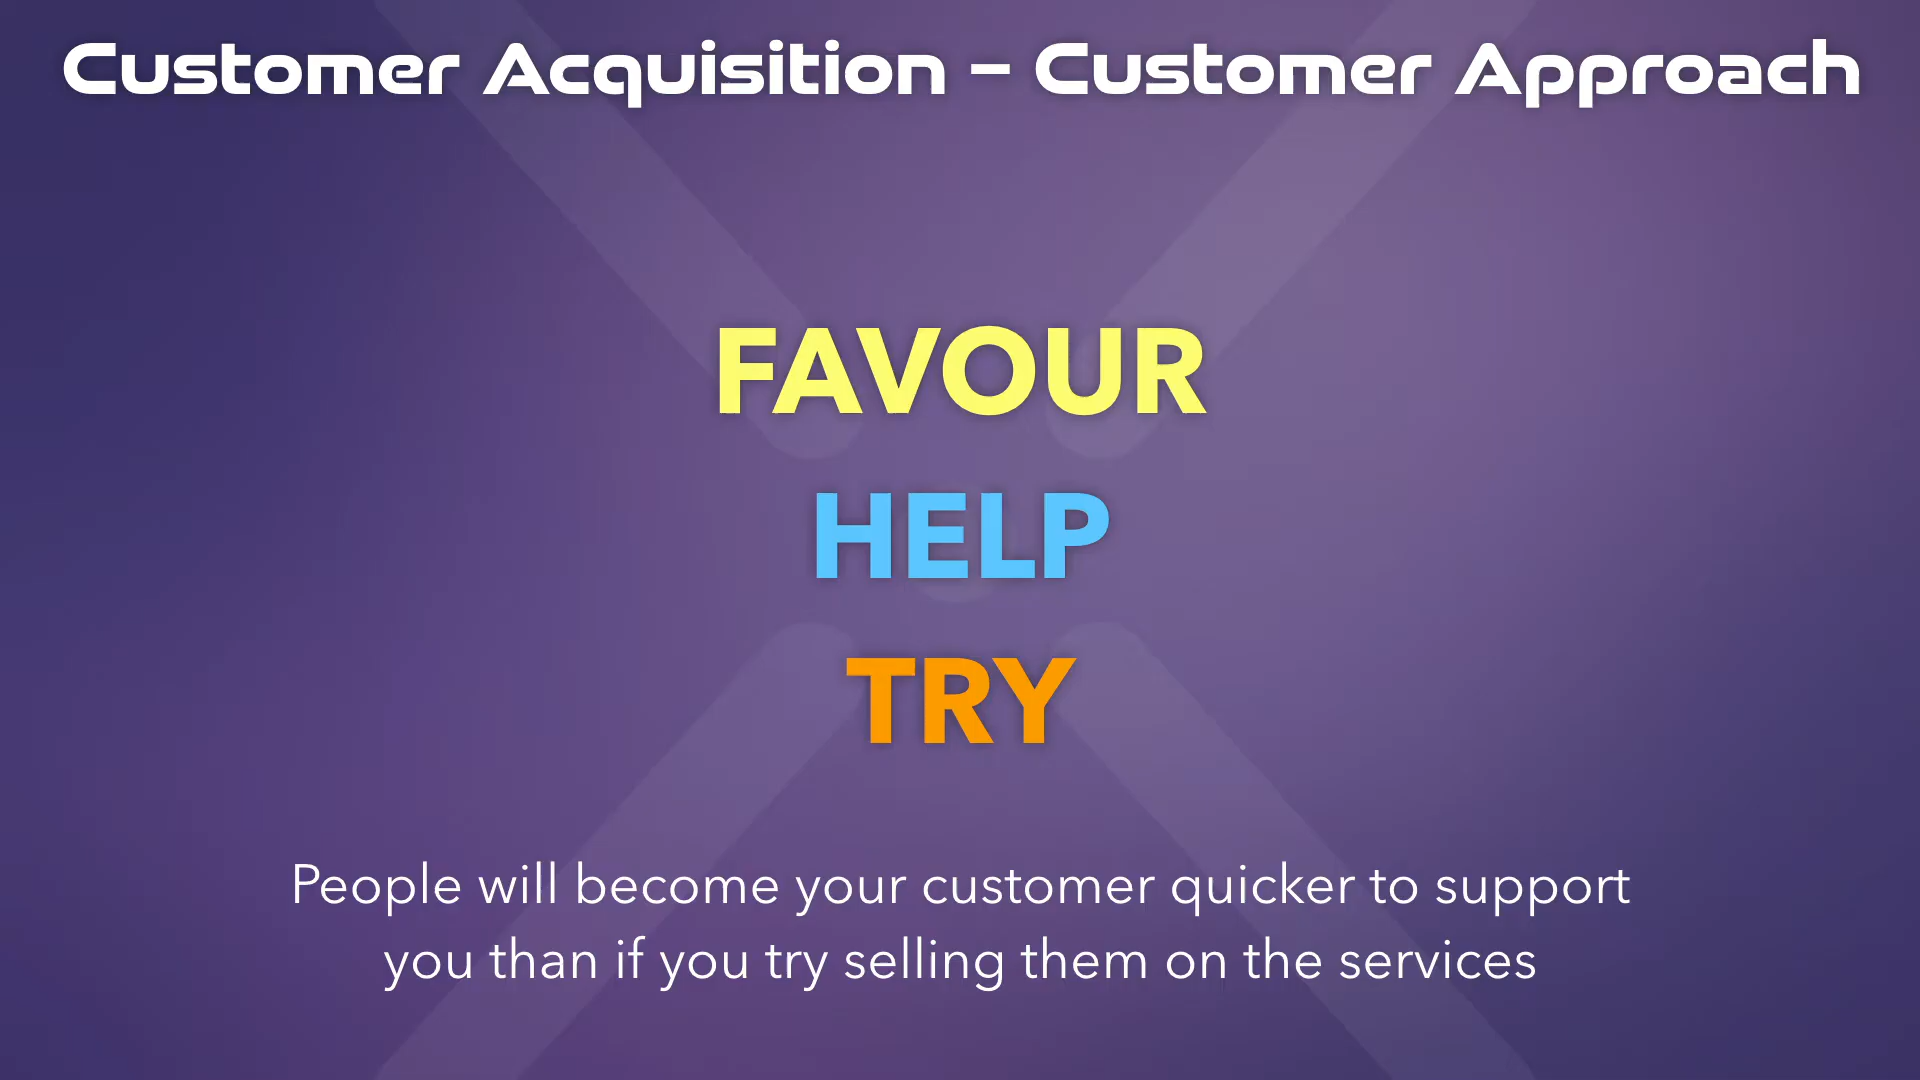 Customer Acquisition – Customer Approach
FAVOUR
HELP
TRY
People will become your customer quicker to support
you than if you try selling them on the services